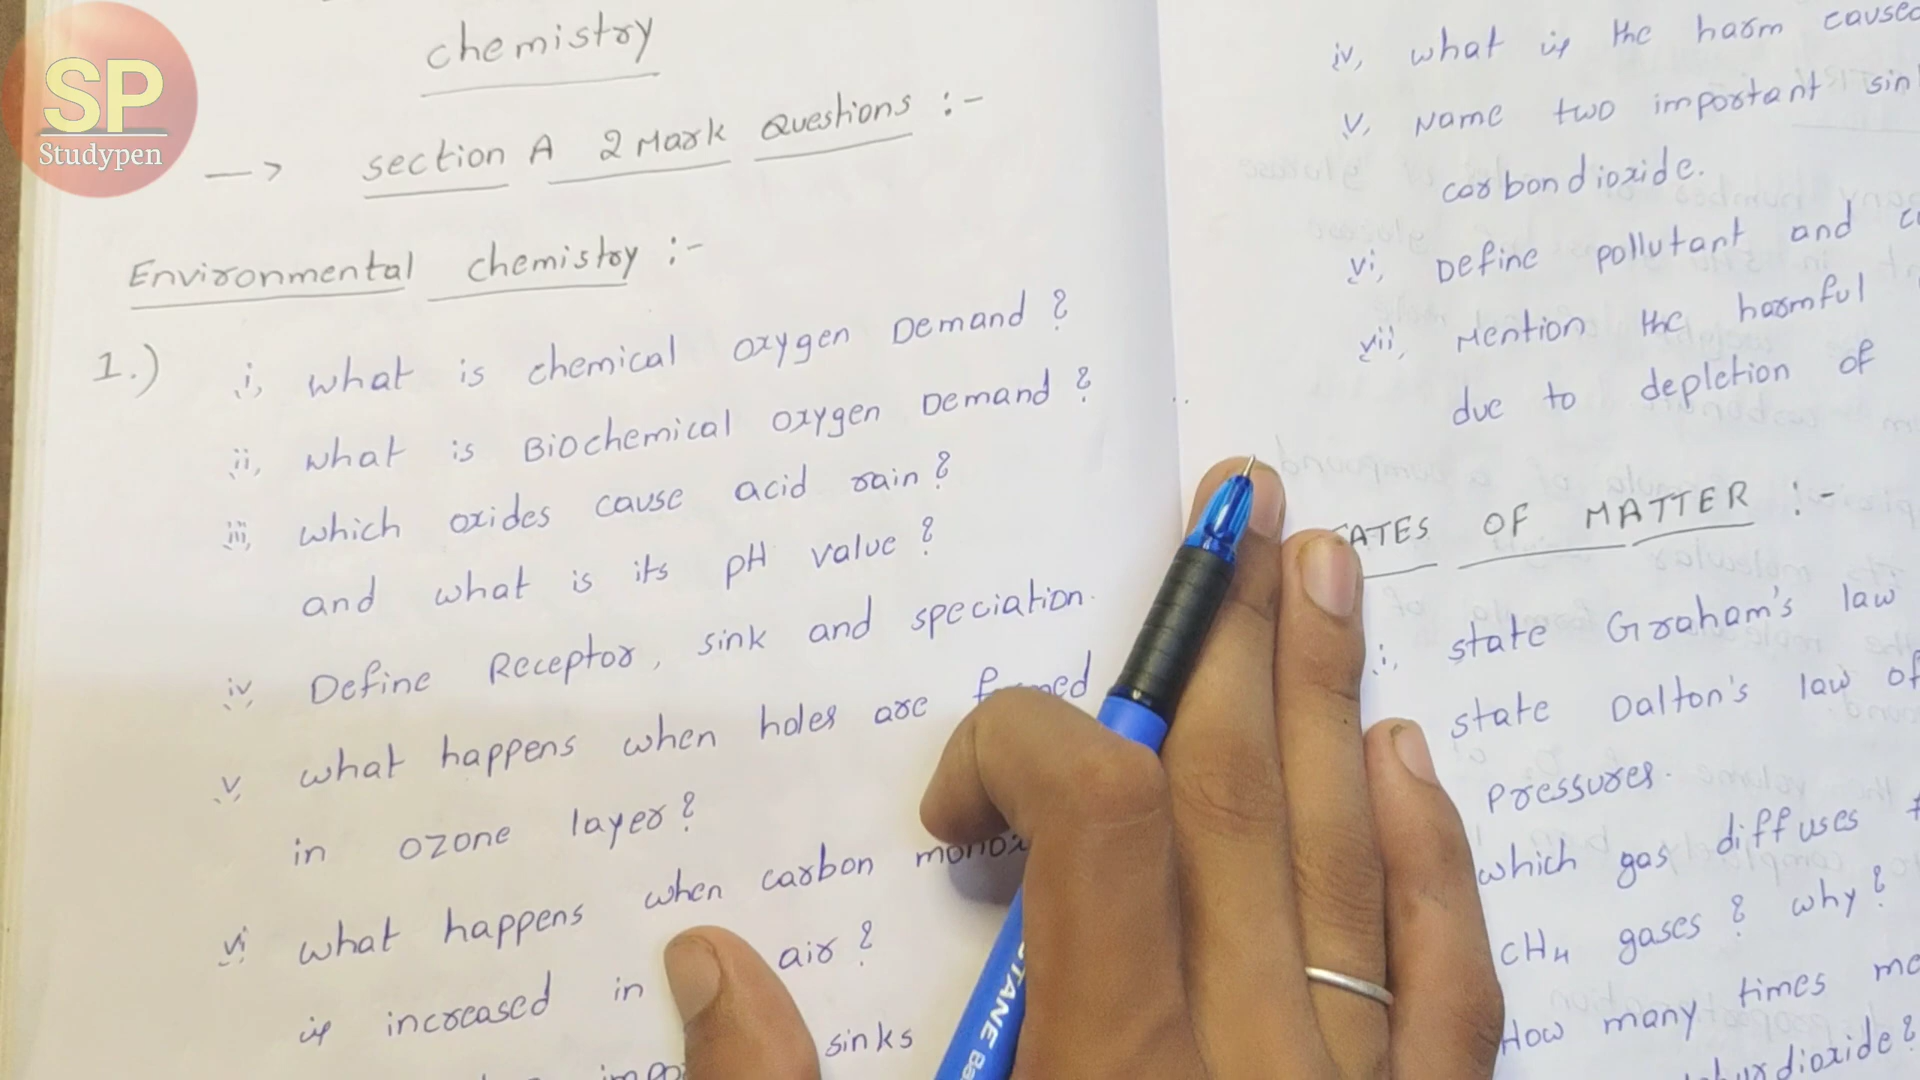 SP
Studypen
chemistry
—> section A 2 Mark Questions :-
Environmental chemistry :-
1.) i, what is chemical oxygen Demand ?
ii, what is Biochemical oxygen Demand ?
iii, which oxides cause acid rain ?
and what is its pH value ?
iv, Define Receptor, sink and speciation.
v, what happens when holes are
in ozone layer ?
vi, what happens when carbon
is increased in air ?
sinks
iv, what is the harm caused
v, Name two important
carbondioxide.
vi, Define pollutant and
vii, Mention the harmful
due to depletion of
OF MATTER :-
i, state Graham's law
state Dalton's law of
pressures.
which gas diffuses
CH4 gases ? why ?
How many times